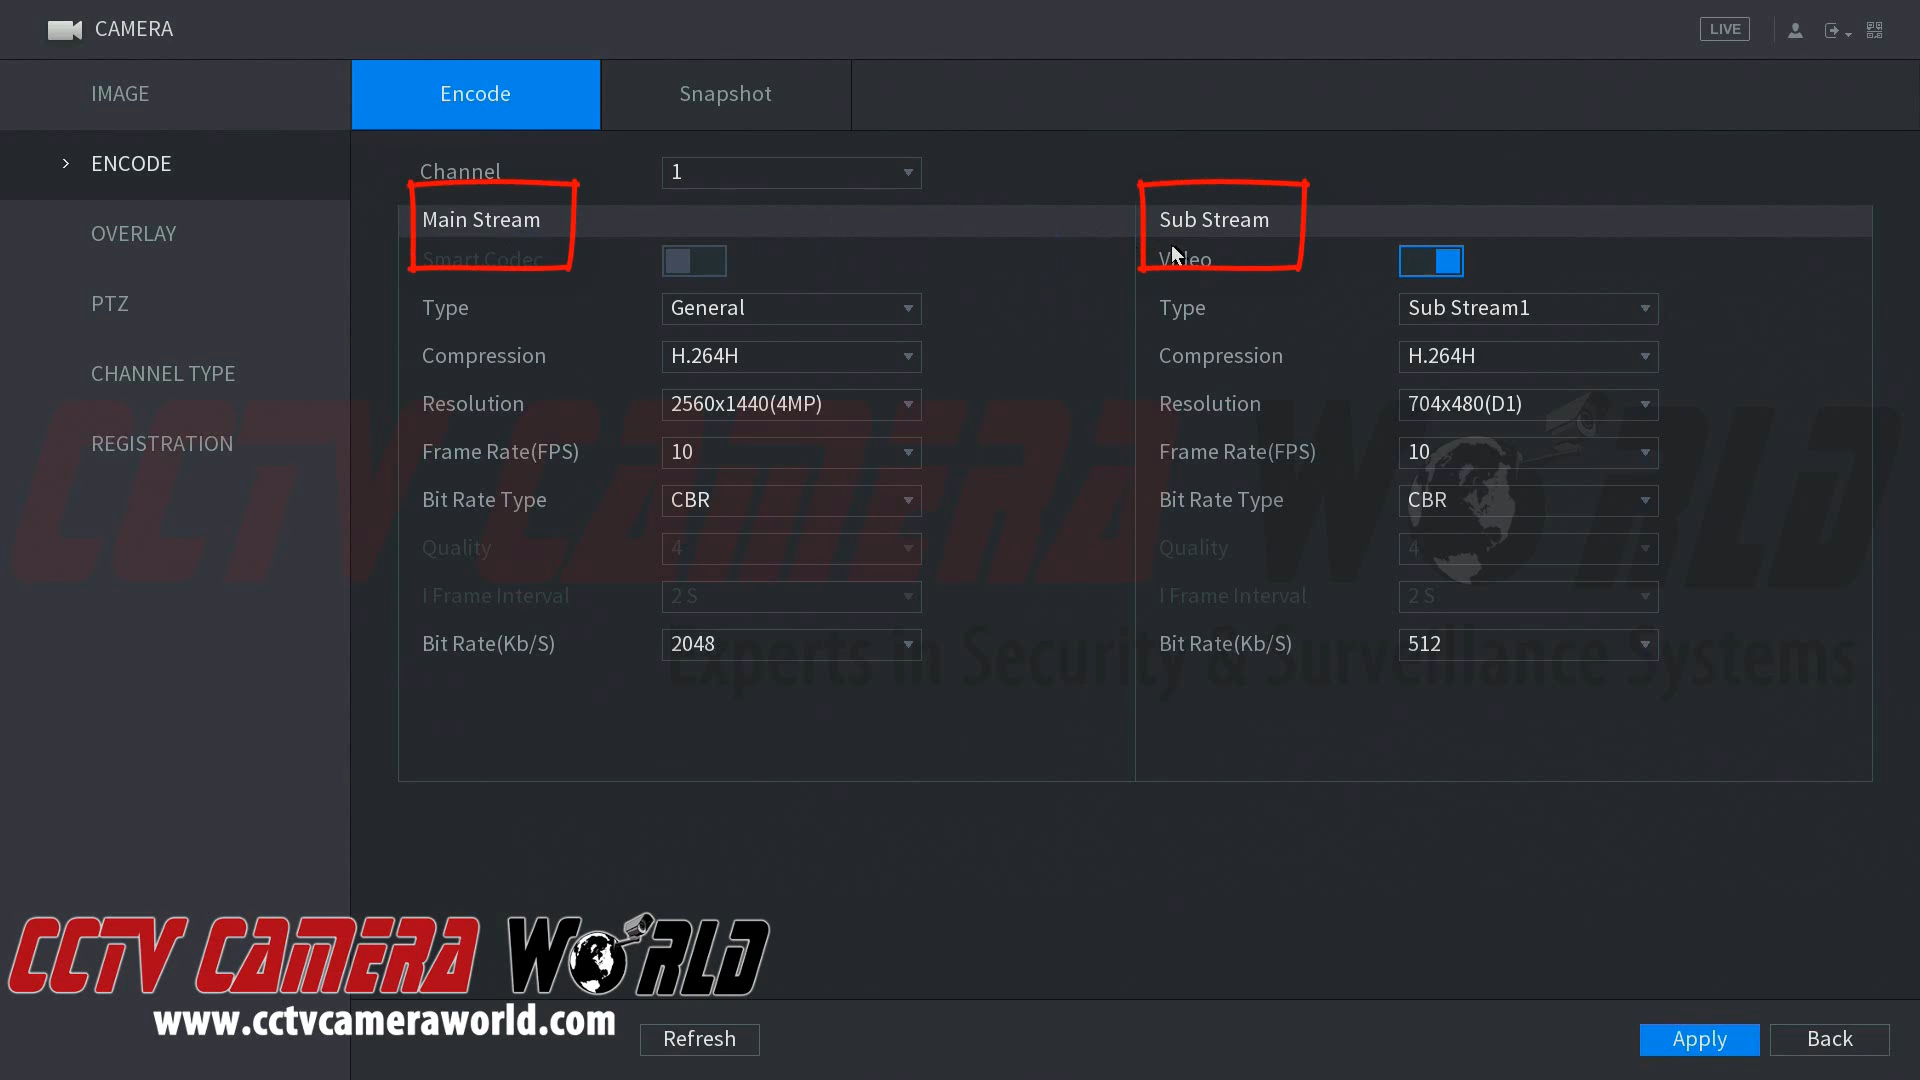 CAMERA
LIVE
IMAGE
Encode
Snapshot
ENCODE
OVERLAY
PTZ
CHANNEL TYPE
REGISTRATION
Channel 1
Main Stream
Smart Codec
Type General
Compression H.264H
Resolution 2560x1440(4MP)
Frame Rate(FPS) 10
Bit Rate Type CBR
Quality 4
I Frame Interval 2 S
Bit Rate(Kb/S) 2048
Sub Stream
Video
Type Sub Stream1
Compression H.264H
Resolution 704x480(D1)
Frame Rate(FPS) 10
Bit Rate Type CBR
Quality 4
I Frame Interval 2 S
Bit Rate(Kb/S) 512
CCTV CAMERA WORLD
Experts in Security & Surveillance Systems
CCTV CAMERA WORLD
www.cctvcameraworld.com
Refresh
Apply
Back